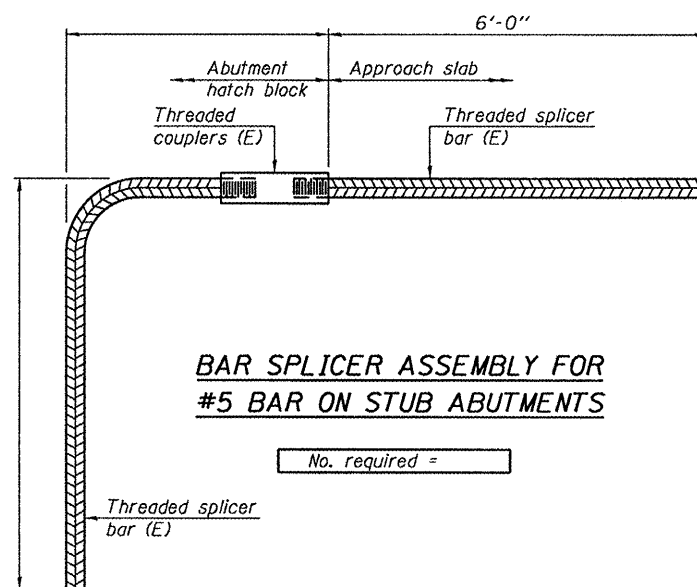 6'-0"
Abutment
hatch block
Approach slab
Threaded
couplers (E)
Threaded splicer
bar (E)
BAR SPLICER ASSEMBLY FOR
#5 BAR ON STUB ABUTMENTS
No. required =
Threaded splicer
bar (E)